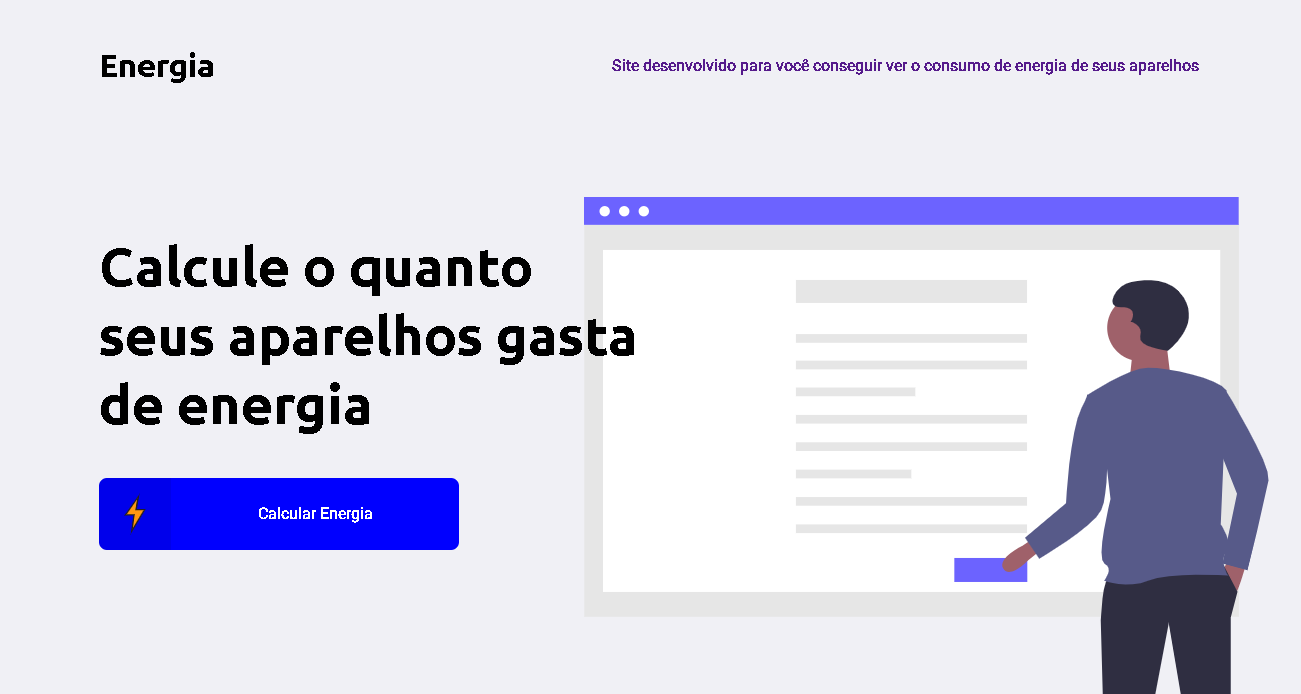 Energia
Site desenvolvido para você conseguir ver o consumo de energia de seus aparelhos
Calcule o quanto
seus aparelhos gasta
de energia
Calcular Energia